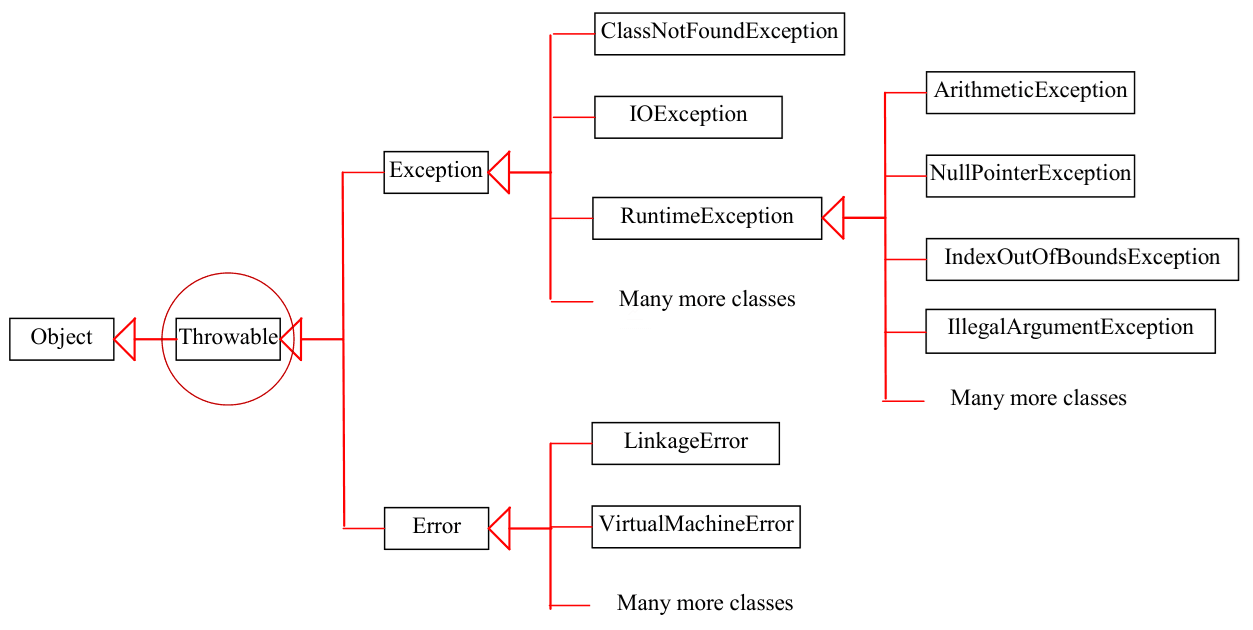 ClassNotFoundException
ArithmeticException
IOException
Exception
NullPointerException
RuntimeException
IndexOutOfBoundsException
Many more classes
Object
Throwable
IllegalArgumentException
Many more classes
LinkageError
Error
VirtualMachineError
Many more classes